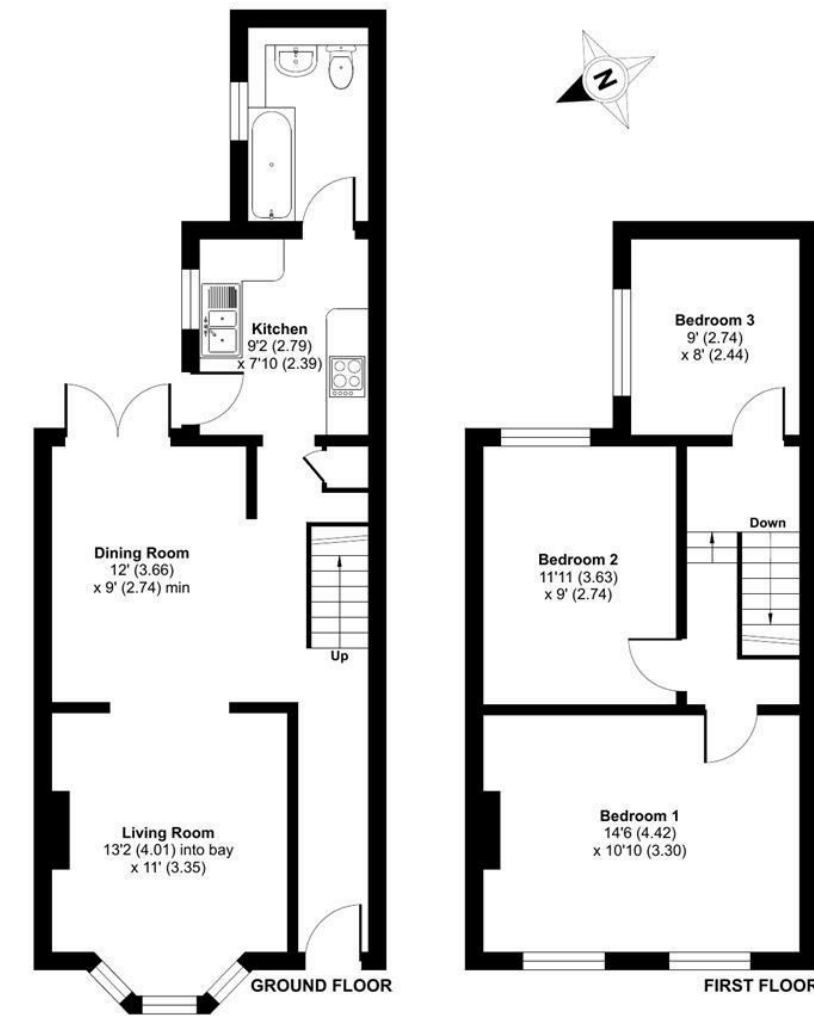 N
Kitchen
9'2 (2.79)
x 7'10 (2.39)
Dining Room
12' (3.66)
x 9' (2.74) min
Up
Living Room
13'2 (4.01) into bay
x 11' (3.35)
GROUND FLOOR
Bedroom 3
9' (2.74)
x 8' (2.44)
Down
Bedroom 2
11'11 (3.63)
x 9' (2.74)
Bedroom 1
14'6 (4.42)
x 10'10 (3.30)
FIRST FLOOR